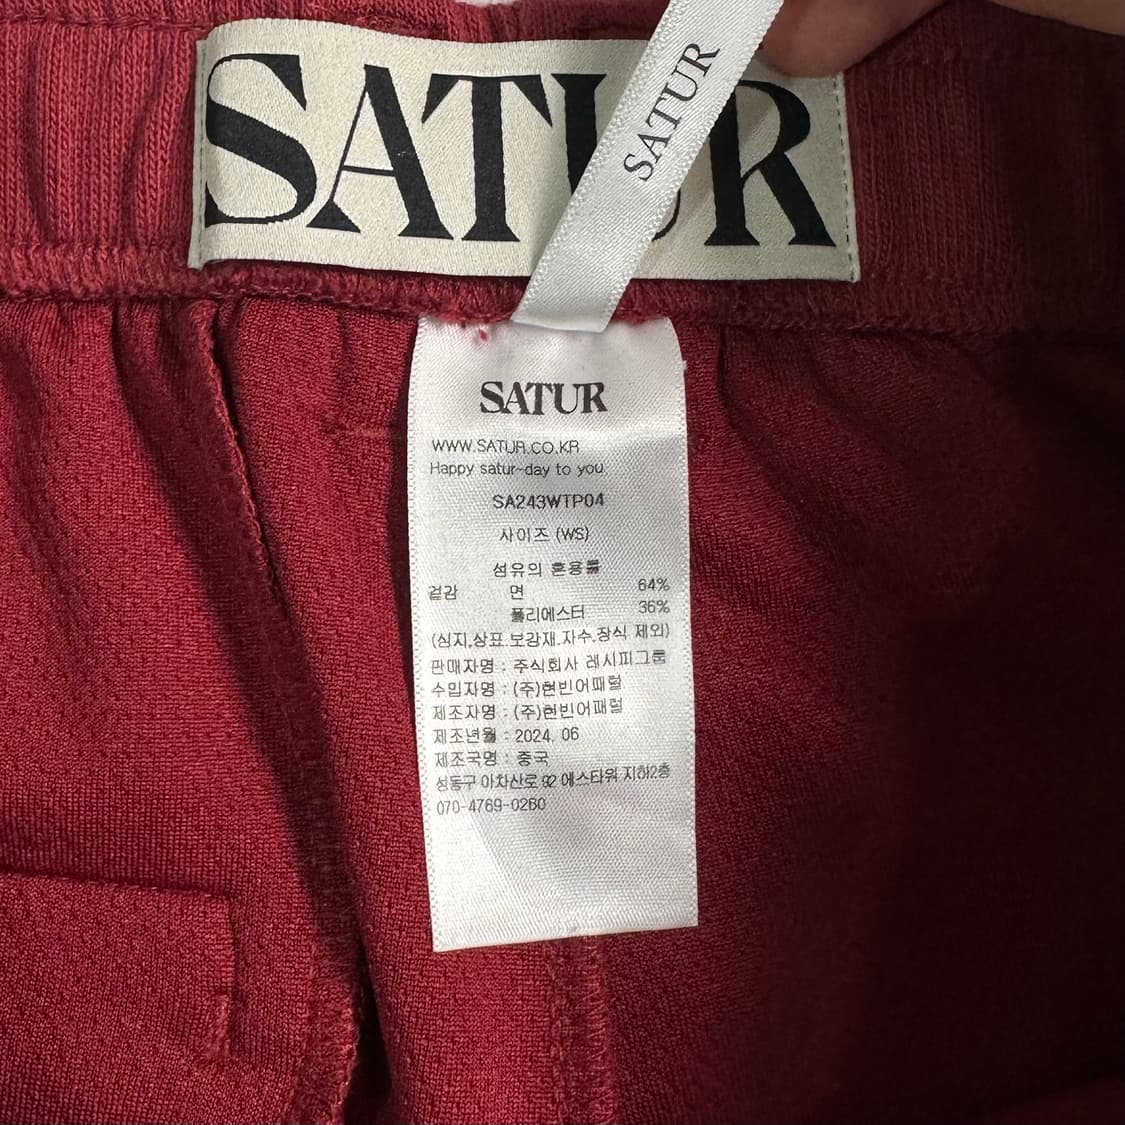 SATUR
SATUR
SATUR
WWW.SATUR.CO.KR
Happy satur-day to you
SA243WTP04
사이즈 (WS)
섬유의 혼용률
겉감 면 64%
폴리에스터 36%
(심지,상표.보강재.자수.장식 제외)
판매자명 : 주식회사 레시피그룹
수입자명 : (주)현빈어패럴
제조자명 : (주)현빈어패럴
제조년월 : 2024. 06
제조국명 : 중국
성동구 아차산로 92 에스타워 지하2층
070-4769-0260